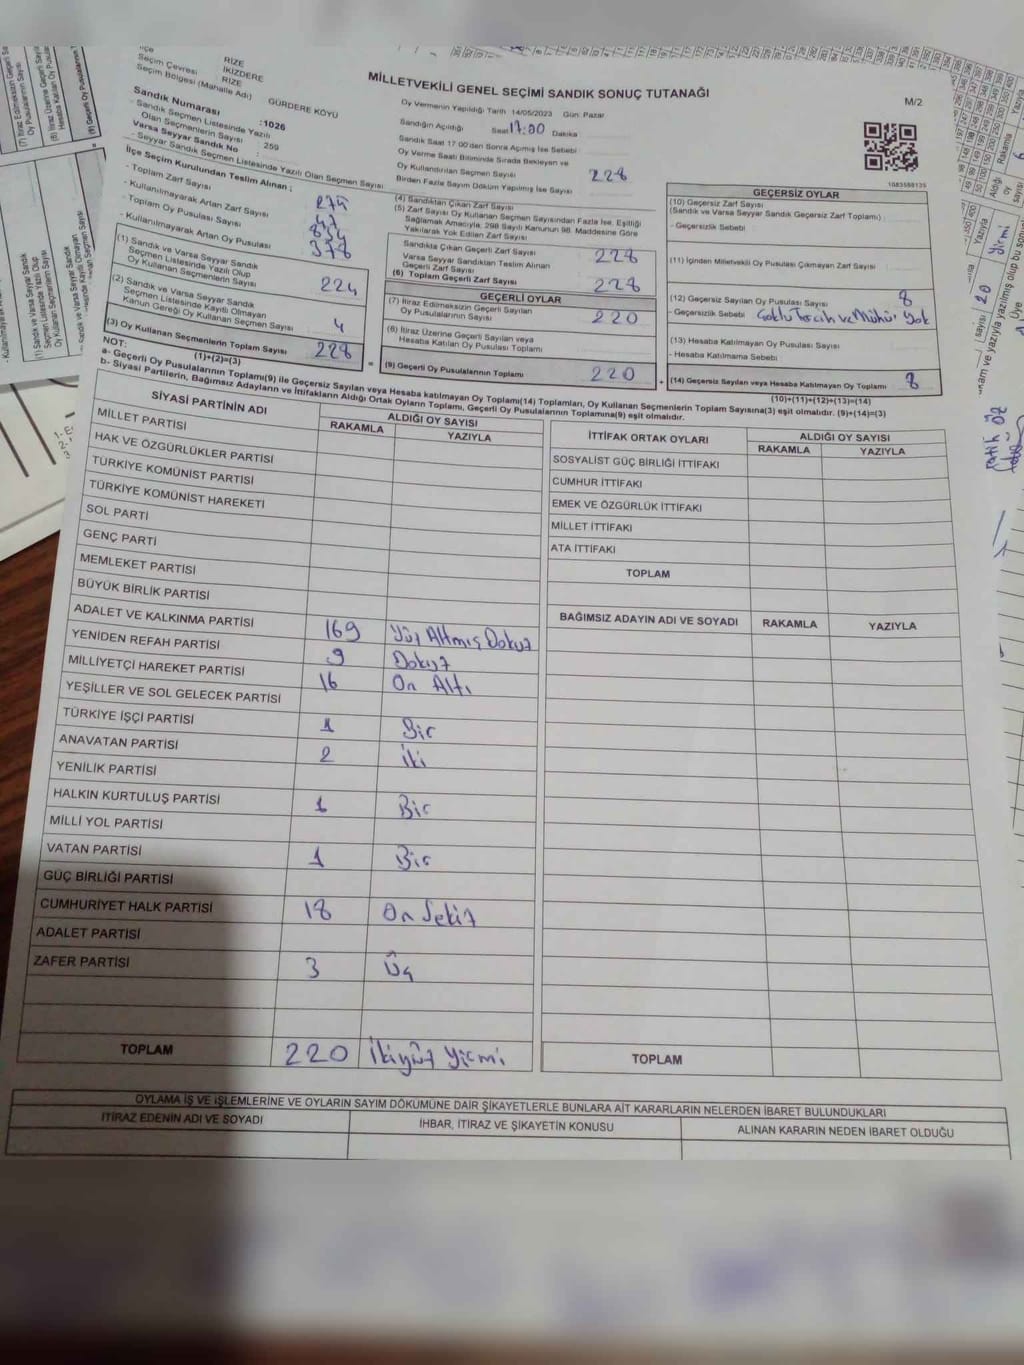 RİZE
İlçe : İKİZDERE
Seçim Çevresi : RİZE
Seçim Bölgesi (Mahalle Adı) GÜRDERE KÖYÜ
Sandık Numarası :1026
- Sandık Seçmen Listesinde Yazılı
Olan Seçmenlerin Sayısı : 259
Varsa Seyyar Sandık No :
- Seyyar Sandık Seçmen Listesinde Yazılı Olan Seçmen Sayısı
İlçe Seçim Kurulundan Teslim Alınan :
- Toplam Zarf Sayısı 274
- Kullanılmayarak Artan Zarf Sayısı
- Toplam Oy Pusulası Sayısı
- Kullanılmayarak Artan Oy Pusulası 378
(1) Sandık ve Varsa Seyyar Sandık
Seçmen Listesinde Yazılı Olup
Oy Kullanan Seçmenlerin Sayısı 224
(2) Sandık ve Varsa Seyyar Sandık
Seçmen Listesinde Kayıtlı Olmayan
Kanun Gereği Oy Kullanan Seçmen Sayısı 4
(3) Oy Kullanan Seçmenlerin Toplam Sayısı 228
(1)+(2)=(3)
MİLLETVEKİLİ GENEL SEÇİMİ SANDIK SONUÇ TUTANAĞI
M/2
Oy Vermenin Yapıldığı Tarih 14/05/2023 Gün: Pazar
Sandığın Açıldığı Saat 17:00 Dakika
Sandık Saat 17.00 den Sonra Açılmış İse Sebebi
Oy Verme Saati Bitiminde Sırada Bekleyen ve
Oy Kullandırılan Seçmen Sayısı 228
Birden Fazla Sayım Döküm Yapılmış İse Sayısı
(4) Sandıktan Çıkan Zarf Sayısı
(5) Zarf Sayısı Oy Kullanan Seçmen Sayısından Fazla İse, Eşitliği
Sağlamak Amacıyla, 298 Sayılı Kanunun 98. Maddesine Göre
Yakılarak Yok Edilen Zarf Sayısı
Sandıkta Çıkan Geçerli Zarf Sayısı 228
Varsa Seyyar Sandıktan Teslim Alınan
Geçerli Zarf Sayısı
(6) Toplam Geçerli Zarf Sayısı 228
GEÇERLİ OYLAR
(7) İtiraz Edilmeksizin Geçerli Sayılan
Oy Pusulalarının Sayısı 220
(8) İtiraz Üzerine Geçerli Sayılan veya
Hesaba Katılan Oy Pusulası Toplamı
(9) Geçerli Oy Pusulalarının Toplamı 220
1083588135
GEÇERSİZ OYLAR
(10) Geçersiz Zarf Sayısı
(Sandık ve Varsa Seyyar Sandık Geçersiz Zarf Toplamı)
- Geçersizlik Sebebi
(11) İçinden Milletvekili Oy Pusulası Çıkmayan Zarf Sayısı
(12) Geçersiz Sayılan Oy Pusulası Sayısı 8
- Geçersizlik Sebebi Çoklu Tercih ve Mühür Yok
(13) Hesaba Katılmayan Oy Pusulası Sayısı
- Hesaba Katılmama Sebebi
(14) Geçersiz Sayılan veya Hesaba Katılmayan Oy Toplamı 8
(10)+(11)+(12)+(13)=(14)
NOT:
a- Geçerli Oy Pusulalarının Toplamı(9) ile Geçersiz Sayılan veya Hesaba katılmayan Oy Toplamı(14) Toplamları, Oy Kullanan Seçmenlerin Toplam Sayısına(3) eşit olmalıdır. (9)+(14)=(3)
b- Siyasi Partilerin, Bağımsız Adayların ve İttifakların Aldığı Ortak Oyların Toplamı, Geçerli Oy Pusulalarının Toplamına(9) eşit olmalıdır.
SİYASİ PARTİNİN ADI ALDIĞI OY SAYISI
RAKAMLA YAZIYLA
MİLLET PARTİSİ
HAK VE ÖZGÜRLÜKLER PARTİSİ
TÜRKİYE KOMÜNİST PARTİSİ
TÜRKİYE KOMÜNİST HAREKETİ
SOL PARTİ
GENÇ PARTİ
MEMLEKET PARTİSİ
BÜYÜK BİRLİK PARTİSİ
ADALET VE KALKINMA PARTİSİ 169 Yüz Altmış Dokuz
YENİDEN REFAH PARTİSİ 9 Dokuz
MİLLİYETÇİ HAREKET PARTİSİ 16 On Altı
YEŞİLLER VE SOL GELECEK PARTİSİ
TÜRKİYE İŞÇİ PARTİSİ 1 Bir
ANAVATAN PARTİSİ 2 İki
YENİLİK PARTİSİ
HALKIN KURTULUŞ PARTİSİ 1 Bir
MİLLİ YOL PARTİSİ
VATAN PARTİSİ 1 Bir
GÜÇ BİRLİĞİ PARTİSİ
CUMHURİYET HALK PARTİSİ 18 On Sekiz
ADALET PARTİSİ
ZAFER PARTİSİ 3 Üç
TOPLAM 220 İkiyüz Yirmi
İTTİFAK ORTAK OYLARI ALDIĞI OY SAYISI
RAKAMLA YAZIYLA
SOSYALİST GÜÇ BİRLİĞİ İTTİFAKI
CUMHUR İTTİFAKI
EMEK VE ÖZGÜRLÜK İTTİFAKI
MİLLET İTTİFAKI
ATA İTTİFAKI
TOPLAM
BAĞIMSIZ ADAYIN ADI VE SOYADI RAKAMLA YAZIYLA
TOPLAM
OYLAMA İŞ VE İŞLEMLERİNE VE OYLARIN SAYIM DÖKÜMÜNE DAİR ŞİKAYETLERLE BUNLARA AİT KARARLARIN NELERDEN İBARET BULUNDUKLARI
İTİRAZ EDENİN ADI VE SOYADI İHBAR, İTİRAZ VE ŞİKAYETİN KONUSU ALINAN KARARIN NEDEN İBARET OLDUĞU